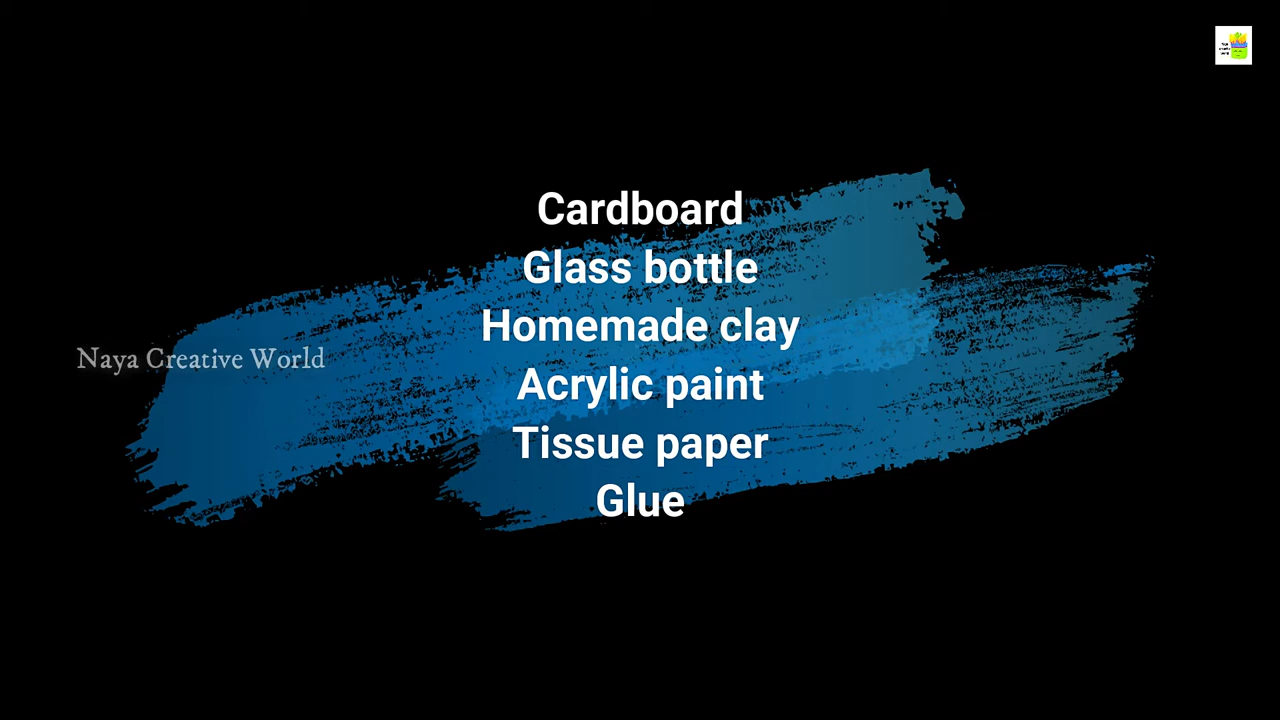 Cardboard
Glass bottle
Homemade clay
Naya Creative World
Acrylic paint
Tissue paper
Glue